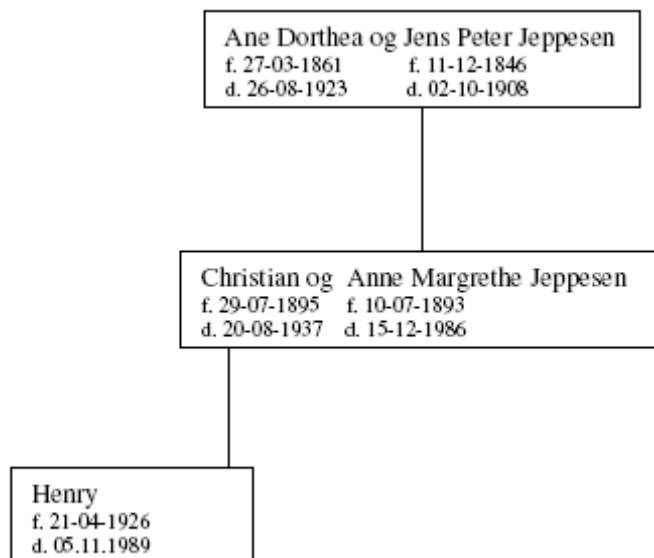 Ane Dorthea og Jens Peter Jeppesen
f. 27-03-1861 f. 11-12-1846
d. 26-08-1923 d. 02-10-1908
Christian og Anne Margrethe Jeppesen
f. 29-07-1895 f. 10-07-1893
d. 20-08-1937 d. 15-12-1986
Henry
f. 21-04-1926
d. 05.11.1989